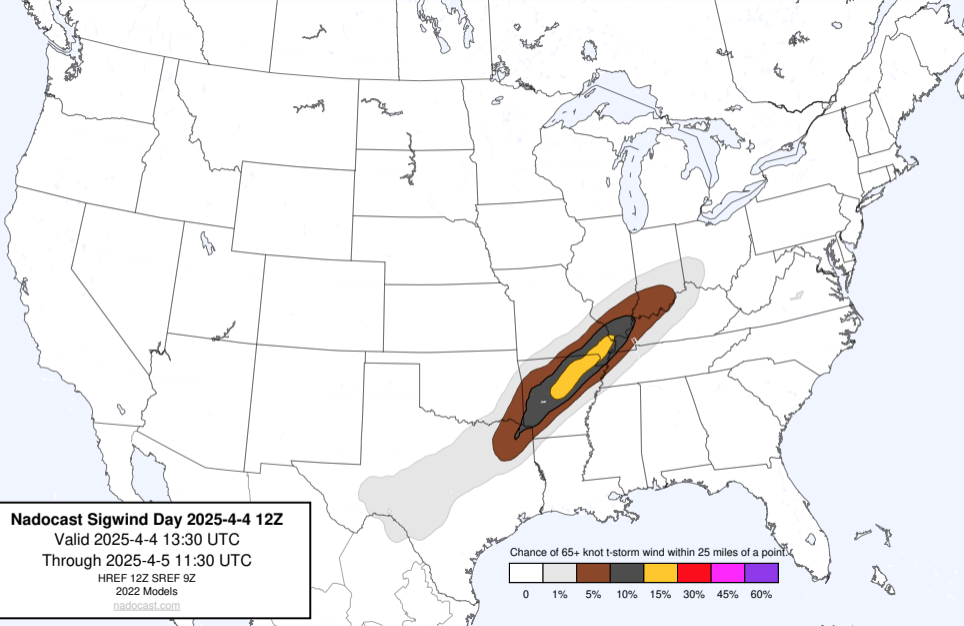 Nadocast Sigwind Day 2025-4-4 12Z
Valid 2025-4-4 13:30 UTC
Through 2025-4-5 11:30 UTC
HREF 12Z SREF 9Z
2022 Models
nadocast.com
Chance of 65+ knot t-storm wind within 25 miles of a point.
0 1% 5% 10% 15% 30% 45% 60%